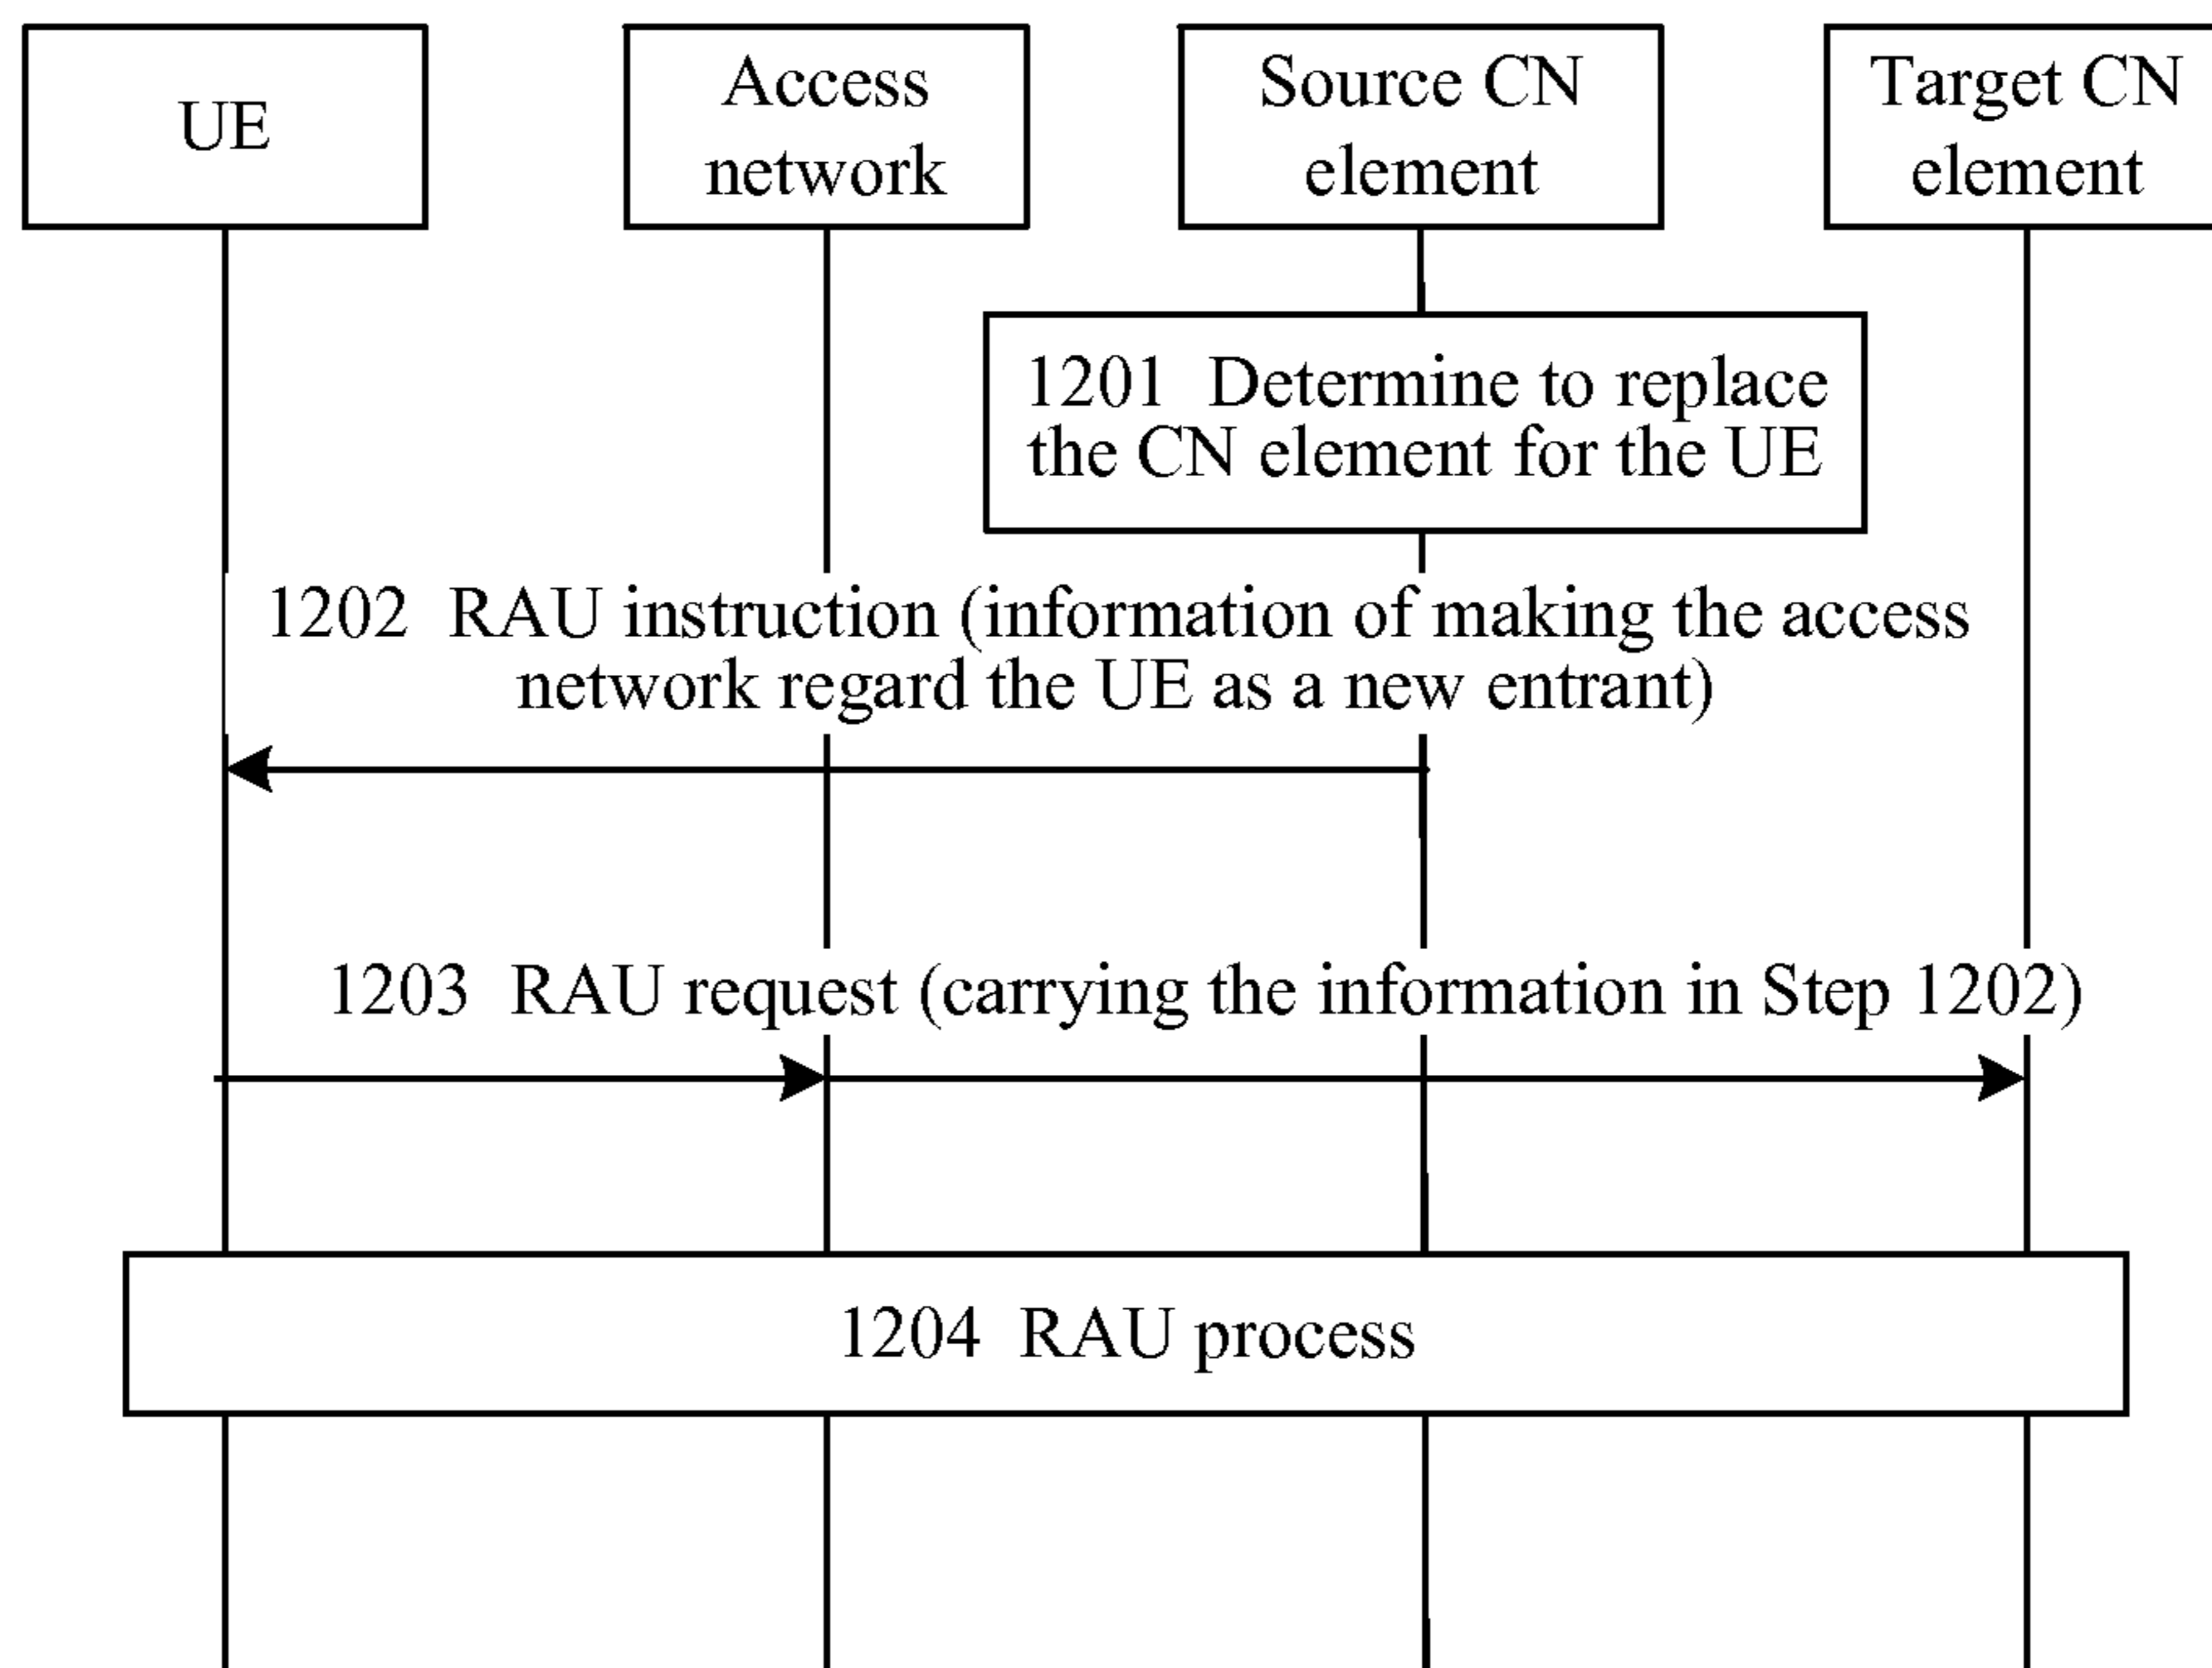 UE
Access
network
Source CN
element
Target CN
element
1201 Determine to replace
the CN element for the UE
1202 RAU instruction (information of making the access
network regard the UE as a new entrant)
1203 RAU request (carrying the information in Step 1202)
1204 RAU process